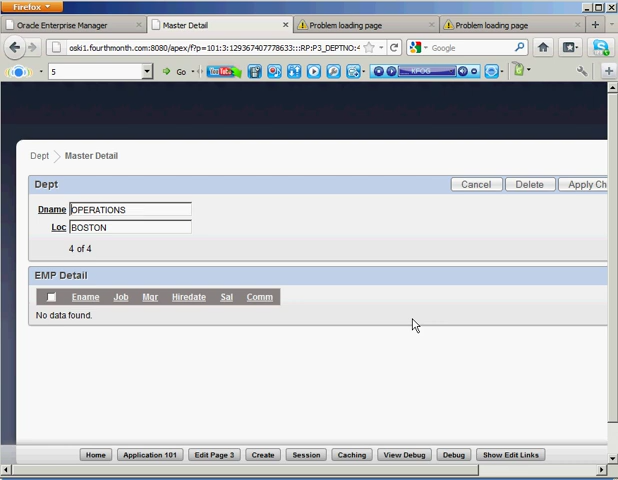 Firefox
Oracle Enterprise Manager
Master Detail
Problem loading page
Problem loading page
oski1.fourthmonth.com:8080/apex/f?p=101:3:129367407778633:::RP:P3_DEPTNO:4
Google
5
Go
KPOG
Dept
Master Detail
Dept
Cancel
Delete
Apply Ch
Dname
OPERATIONS
Loc
BOSTON
4 of 4
EMP Detail
Ename Job Mgr Hiredate Sal Comm
No data found.
Home
Application 101
Edit Page 3
Create
Session
Caching
View Debug
Debug
Show Edit Links